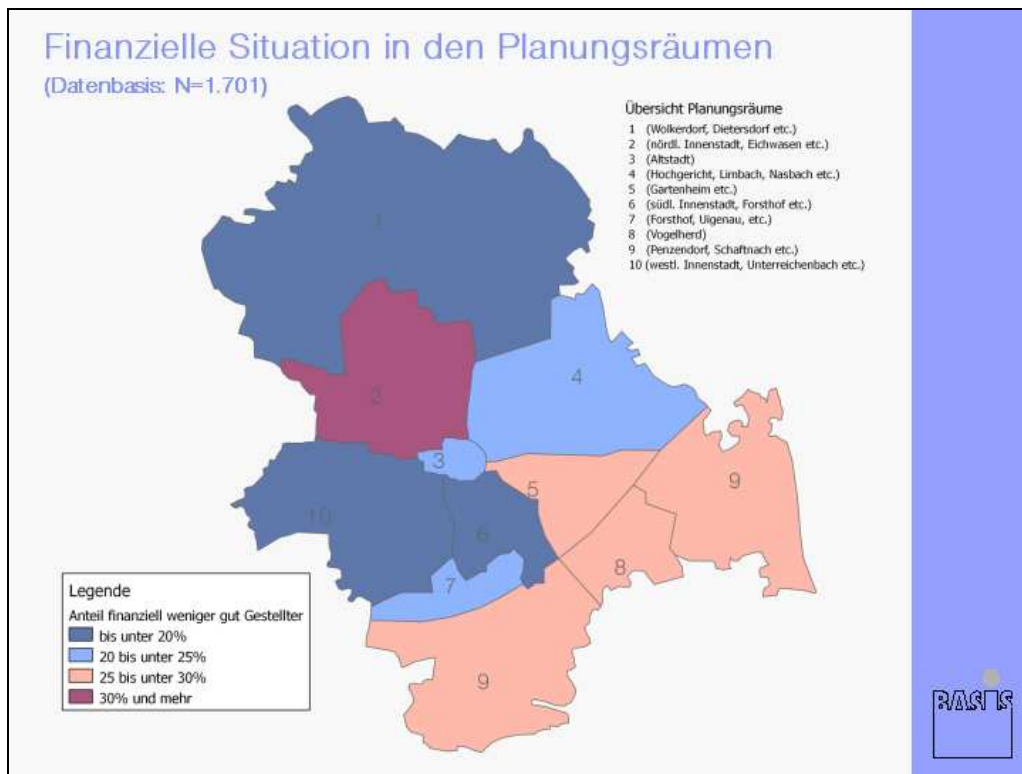 Finanzielle Situation in den Planungsräumen
(Datenbasis: N=1.701)
Übersicht Planungsräume
1 (Wolkerdorf, Dietersdorf etc.)
2 (nördl. Innenstadt, Eichwasen etc.)
3 (Altstadt)
4 (Hochgericht, Limbach, Nasbach etc.)
5 (Gartenheim etc.)
6 (südl. Innenstadt, Forsthof etc.)
7 (Forsthof, Uigenau, etc.)
8 (Vogelherd)
9 (Penzendorf, Schaftnach etc.)
10 (westl. Innenstadt, Unterreichenbach etc.)
1
2
4
3
9
5
10
6
8
7
9
Legende
Anteil finanziell weniger gut Gestellter
bis unter 20%
20 bis unter 25%
25 bis unter 30%
30% und mehr
BASIS